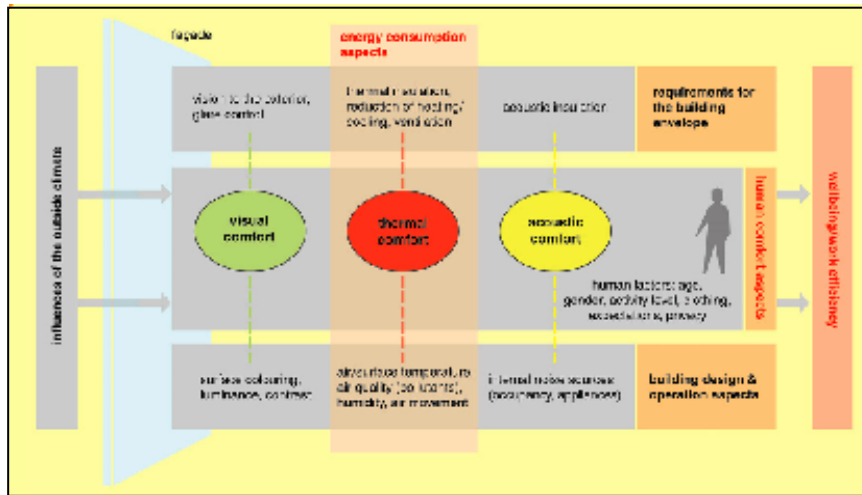 façade
energy consumption
aspects
vision to the exterior,
glare control
thermal insulation,
reduction of heating/
cooling, ventilation
acoustic insulation
requirements for
the building
envelope
influences of the outside climate
visual
comfort
thermal
comfort
acoustic
comfort
human factors: age,
gender, activity level, clothing,
expectations, privacy
human comfort aspects
wellbeing/work efficiency
surface colouring,
luminance, contrast
air/surface temperature
air quality (pollutants),
humidity, air movement
internal noise sources
(occupancy, appliances)
building design &
operation aspects